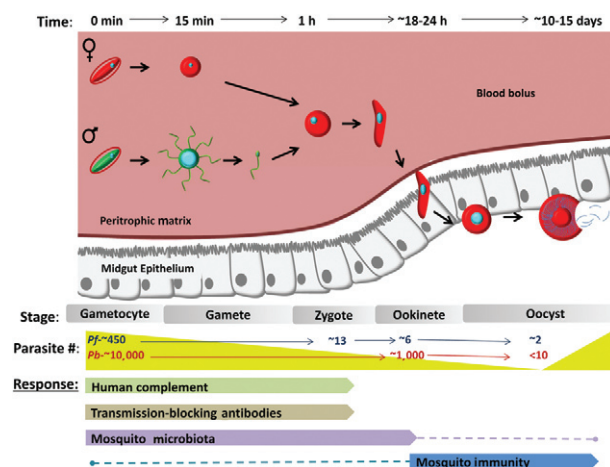 Time: 0 min 15 min 1 h ~18-24 h ~10-15 days
♀
Blood bolus
♂
Peritrophic matrix
Midgut Epithelium
Stage: Gametocyte Gamete Zygote Ookinete Oocyst
Parasite #: Pf-~450 ~13 ~6 ~2
Pb-~10,000 ~1,000 <10
Response: Human complement
Transmission-blocking antibodies
Mosquito microbiota
Mosquito immunity